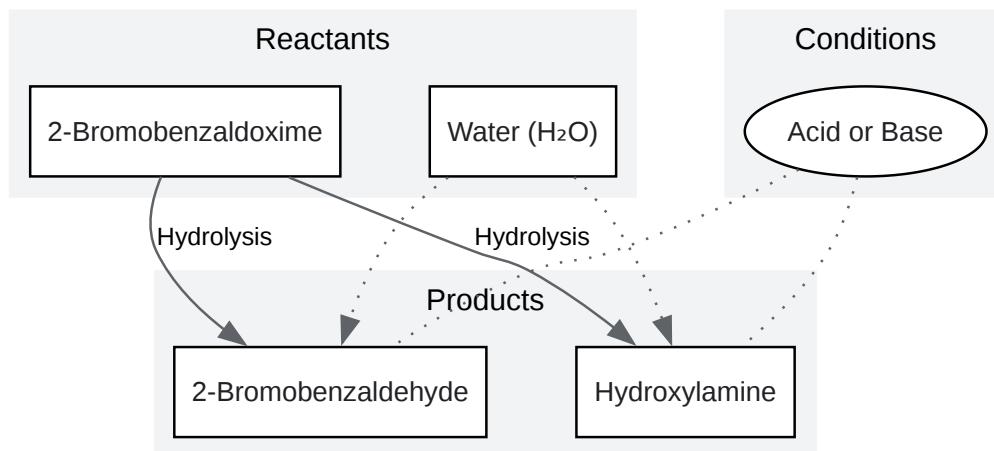 Reactants
Conditions
2-Bromobenzaldoxime
Water (H₂O)
Acid or Base
Hydrolysis
Hydrolysis
Products
2-Bromobenzaldehyde
Hydroxylamine